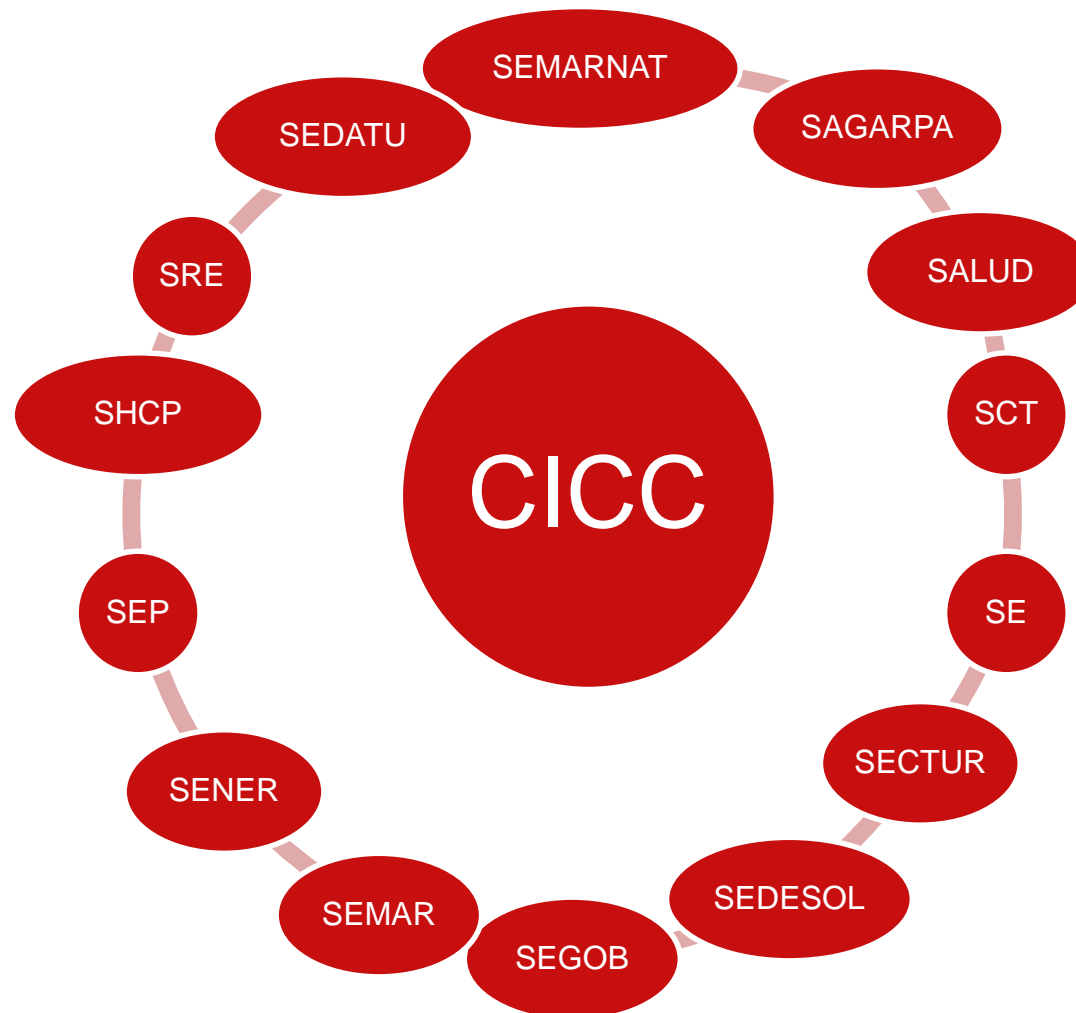 SEMARNAT
SAGARPA
SALUD
SCT
SE
SECTUR
SEDESOL
SEGOB
SEMAR
SENER
SEP
SHCP
SRE
SEDATU
CICC